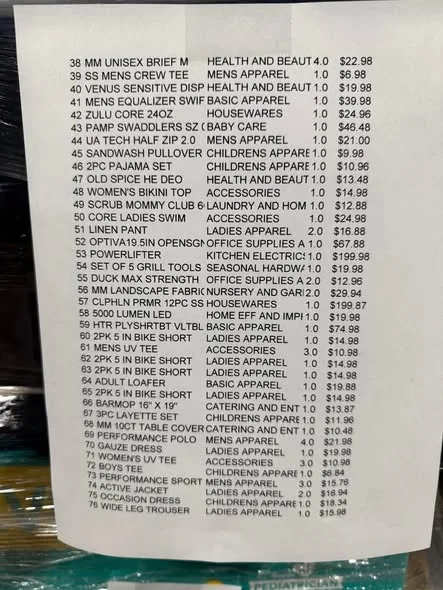 38 MM UNISEX BRIEF M HEALTH AND BEAUT 4.0 $22.98
39 SS MENS CREW TEE MENS APPAREL 1.0 $6.98
40 VENUS SENSITIVE DISP HEALTH AND BEAUT 1.0 $19.98
41 MENS EQUALIZER SWIF BASIC APPAREL 1.0 $39.98
42 ZULU CORE 24OZ HOUSEWARES 1.0 $24.96
43 PAMP SWADDLERS SZ ( BABY CARE 1.0 $46.48
44 UA TECH HALF ZIP 2.0 MENS APPAREL 1.0 $21.00
45 SANDWASH PULLOVER CHILDRENS APPARE 1.0 $9.98
46 2PC PAJAMA SET CHILDRENS APPARE 1.0 $10.96
47 OLD SPICE HE DEO HEALTH AND BEAUT 1.0 $13.48
48 WOMEN'S BIKINI TOP ACCESSORIES 1.0 $14.98
49 SCRUB MOMMY CLUB 6 LAUNDRY AND HOM 1.0 $12.88
50 CORE LADIES SWIM ACCESSORIES 1.0 $24.98
51 LINEN PANT LADIES APPAREL 2.0 $16.88
52 OPTIVA19.5IN OPENSGN OFFICE SUPPLIES A 1.0 $67.88
53 POWERLIFTER KITCHEN ELECTRIC 1.0 $199.98
54 SET OF 5 GRILL TOOLS SEASONAL HARDWA 1.0 $19.98
55 DUCK MAX STRENGTH OFFICE SUPPLIES A 2.0 $12.96
56 MM LANDSCAPE FABRIC NURSERY AND GAR 2.0 $29.94
57 CLPHLN PRMR 12PC SS HOUSEWARES 1.0 $199.87
58 5000 LUMEN LED HOME EFF AND IMPI 1.0 $19.98
59 HTR PLYSHRTBT VLTBL BASIC APPAREL 1.0 $74.98
60 2PK 5 IN BIKE SHORT LADIES APPAREL 1.0 $14.98
61 MENS UV TEE ACCESSORIES 3.0 $10.98
62 2PK 5 IN BIKE SHORT LADIES APPAREL 1.0 $14.98
63 2PK 5 IN BIKE SHORT LADIES APPAREL 1.0 $14.98
64 ADULT LOAFER BASIC APPAREL 1.0 $19.88
65 2PK 5 IN BIKE SHORT LADIES APPAREL 1.0 $14.98
66 BARMOP 16" X 19" CATERING AND ENT 1.0 $13.87
67 3PC LAYETTE SET CHILDRENS APPARE 1.0 $11.96
68 MM 10CT TABLE COVER CATERING AND ENT 1.0 $10.48
69 PERFORMANCE POLO MENS APPAREL 4.0 $21.98
70 GAUZE DRESS LADIES APPAREL 1.0 $19.98
71 WOMEN'S UV TEE ACCESSORIES 3.0 $10.98
72 BOYS TEE CHILDRENS APPARE 1.0 $6.84
73 PERFORMANCE SPORT MENS APPAREL 3.0 $15.76
74 ACTIVE JACKET LADIES APPAREL 2.0 $16.94
75 OCCASION DRESS CHILDRENS APPARE 1.0 $18.34
76 WIDE LEG TROUSER LADIES APPAREL 1.0 $15.98
PEDIATRICIAN